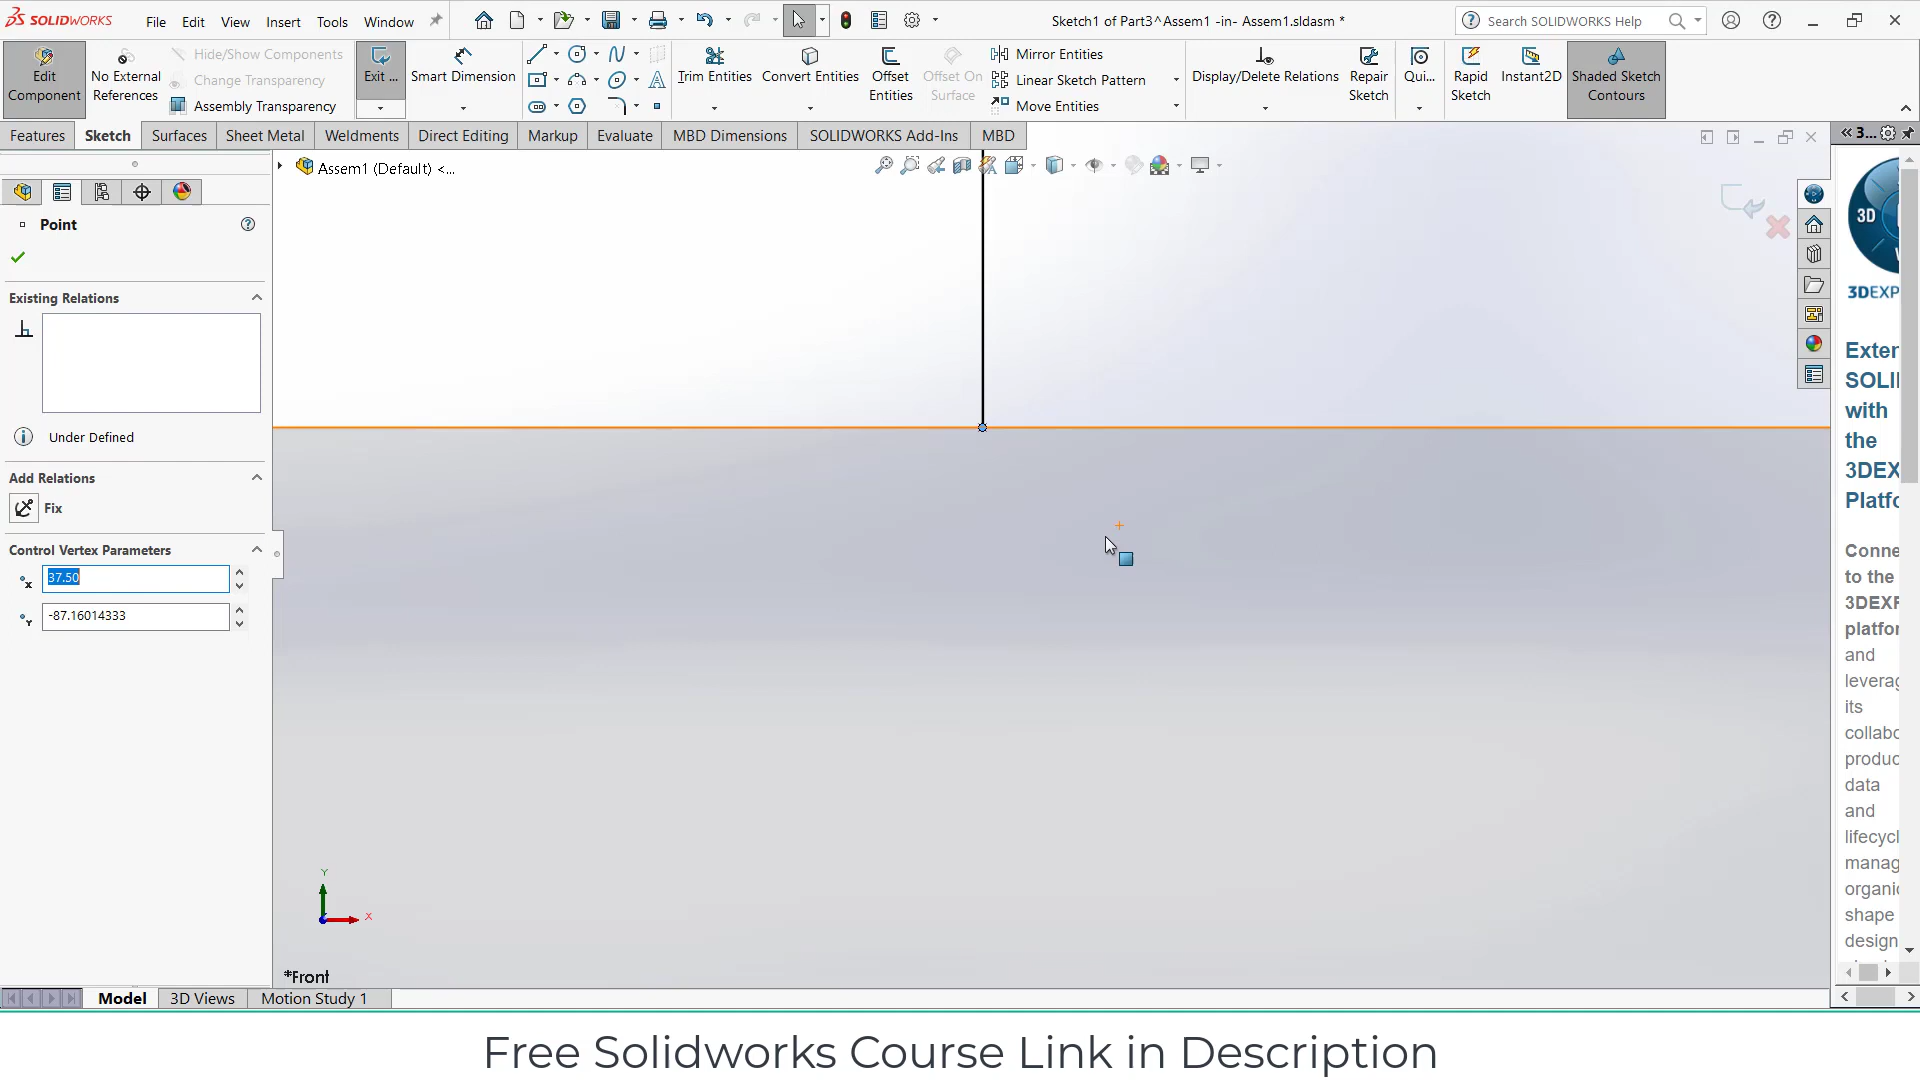 SOLIDWORKS File Edit View Insert Tools Window Sketch1 of Part3^Assem1 -in- Assem1.sldasm * Search SOLIDWORKS Help
Edit Component
No External References
Hide/Show Components
Change Transparency
Assembly Transparency
Exit ...
Smart Dimension
Trim Entities
Convert Entities
Offset Entities
Offset On Surface
Mirror Entities
Linear Sketch Pattern
Move Entities
Display/Delete Relations
Repair Sketch
Qui...
Rapid Sketch
Instant2D
Shaded Sketch Contours
Features Sketch Surfaces Sheet Metal Weldments Direct Editing Markup Evaluate MBD Dimensions SOLIDWORKS Add-Ins MBD
3...
Assem1 (Default) <...
Point
Existing Relations
Under Defined
Add Relations
Fix
Control Vertex Parameters
37.50
-87.16014333
Y
X
*Front
3D
3DEXP
Exter
SOLI
with
the
3DEX
Platfo
Conne
to the
3DEXF
platfor
and
leverag
its
collabo
produc
data
and
lifecycl
manag
organic
shape
design
Model 3D Views Motion Study 1
Free Solidworks Course Link in Description